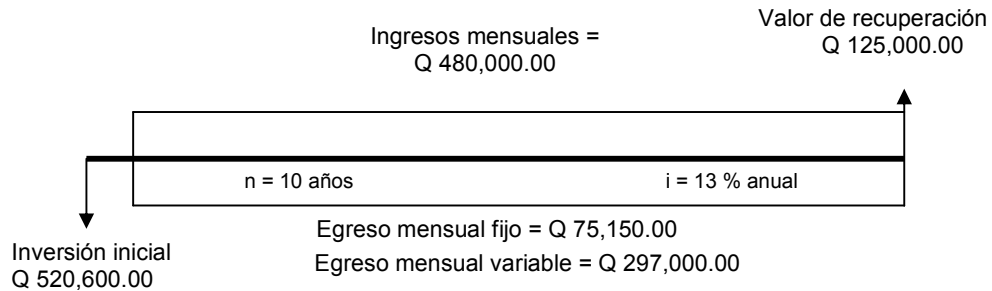 Valor de recuperación
Q 125,000.00
Ingresos mensuales =
Q 480,000.00
n = 10 años
i = 13 % anual
Egreso mensual fijo = Q 75,150.00
Egreso mensual variable = Q 297,000.00
Inversión inicial
Q 520,600.00